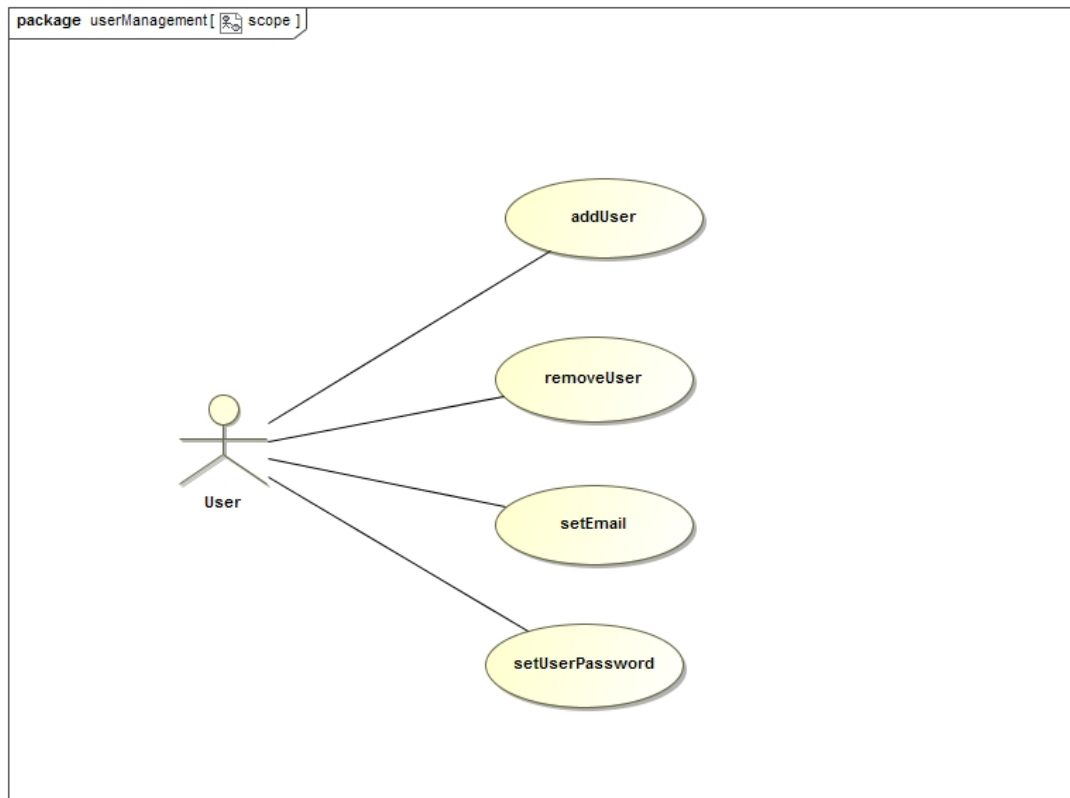 package userManagement[ scope ]
addUser
removeUser
User
setEmail
setUserPassword